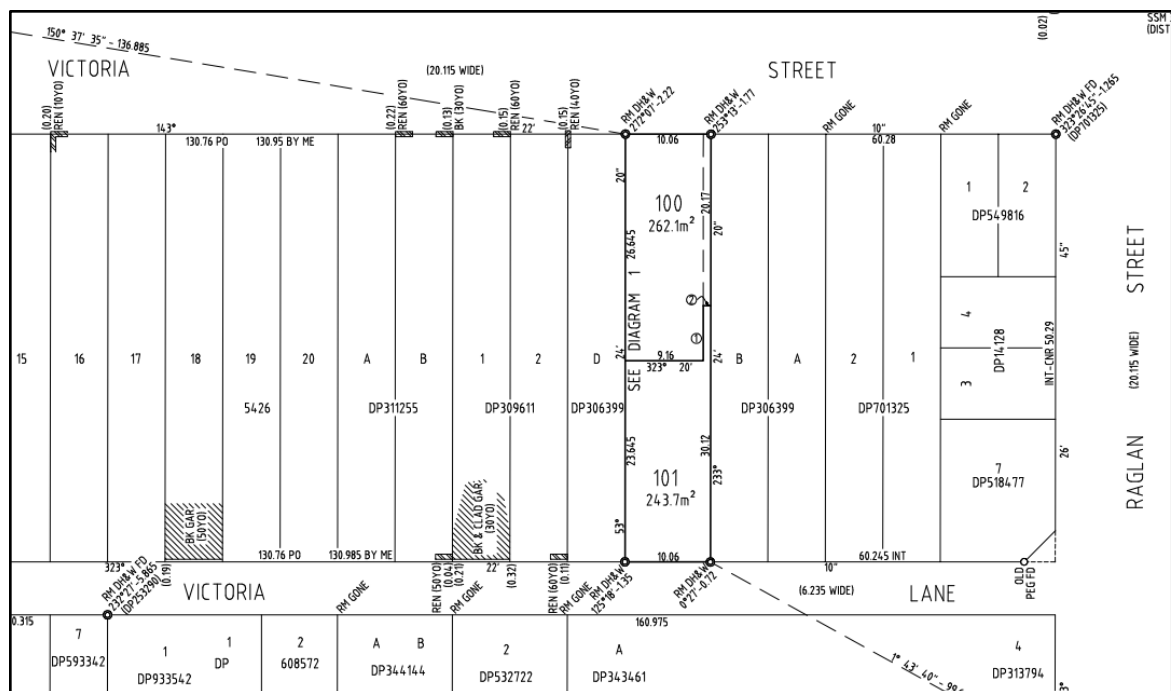 SSM
(DIST
(0.02)
150° 37' 35" - 136.885
VICTORIA
(20.115 WIDE)
STREET
(0.20)
REN (10YO)
143°
130.76 PO
130.95 BY ME
(0.22)
REN (60YO)
(0.13)
BK (30YO)
(0.15)
REN (60YO)
22'
(0.15)
REN (40YO)
RM DH&W
272°07'-2.22
RM DH&W
253°13'-1.77
RM GONE
10"
60.28
RM GONE
RM DH&W FD
323°26'45"-1.265
(DP701325)
10.06
20"
100
262.1m²
20.17
20"
26.645
1
2
DP549816
45"
STREET
SEE DIAGRAM 1
②
①
24'
9.16
323° 20'
24'
4
3
DP14128
INT-CNR 50.29
(20.115 WIDE)
RAGLAN
15
16
17
18
19
20
A
B
1
2
D
B
A
2
1
5426
DP311255
DP309611
DP306399
DP306399
DP701325
23.645
101
243.7m²
30.12
233°
53°
26'
7
DP518477
BK GAR
(50YO)
BK & CLAD GAR
(30YO)
323°
(0.19)
130.76 PO
130.985 BY ME
REN (50YO)
(0.04)
(0.21)
22'
(0.32)
REN (60YO)
(0.11)
10.06
10"
60.245 INT
OLD
PEG FD
RM DH&W FD
232°27'-5.865
(DP253290)
VICTORIA
RM GONE
RM GONE
RM GONE
RM DH&W
125°18'-1.35
RM DH&W
0°27'-0.72
(6.235 WIDE)
LANE
0.315
160.975
7
DP593342
1
DP933542
1
DP
2
608572
A
B
DP344144
2
DP532722
A
DP343461
1° 43' 40" - 99.
4
DP313794